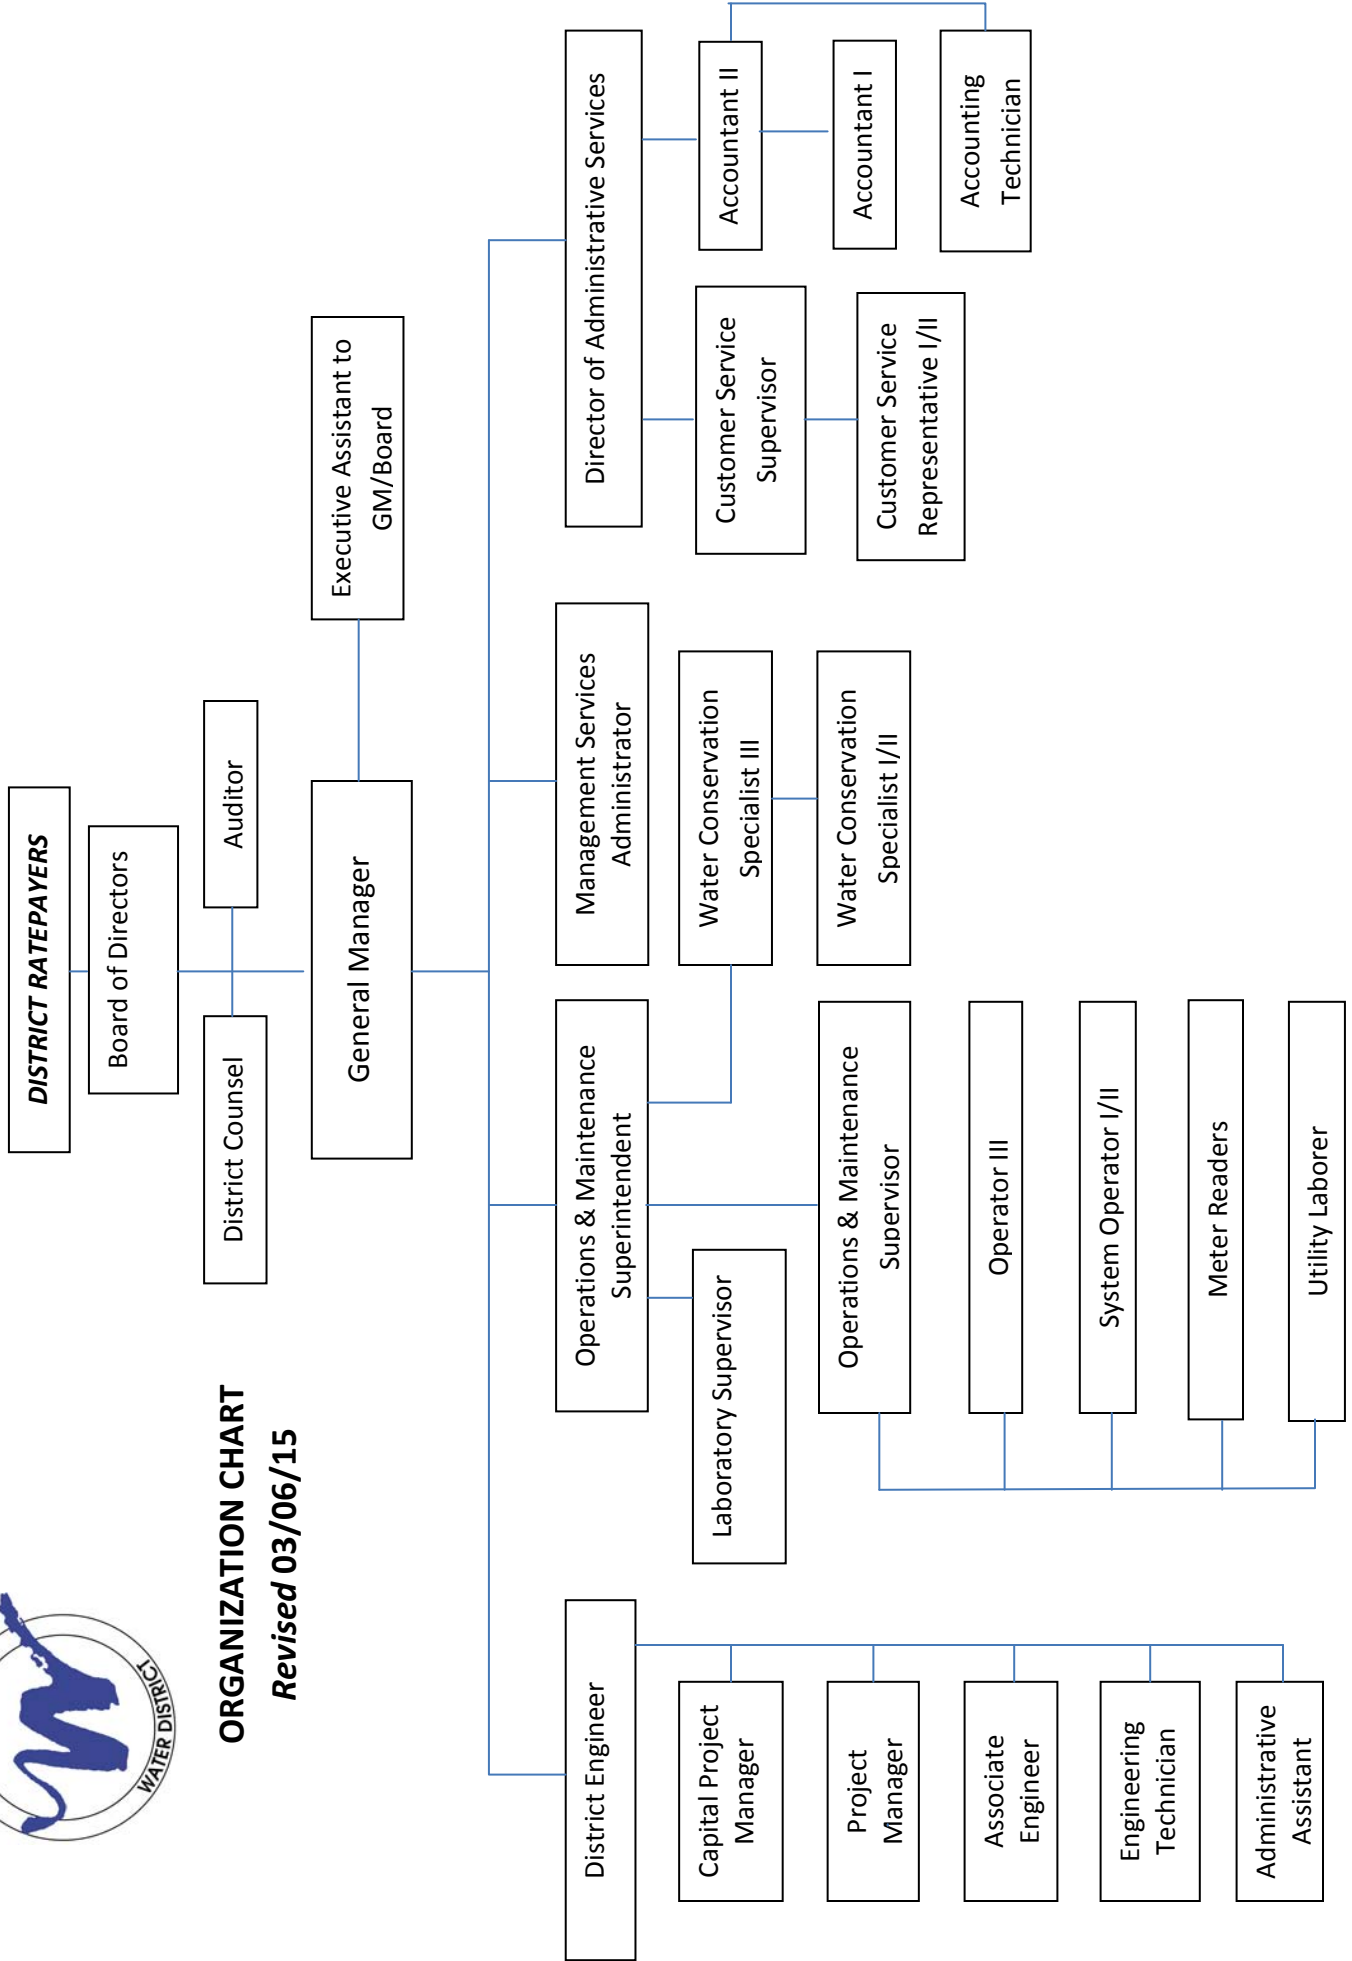 WATER DISTRICT
ORGANIZATION CHART
Revised 03/06/15
DISTRICT RATEPAYERS
Board of Directors
District Counsel
Auditor
General Manager
Executive Assistant to
GM/Board
District Engineer
Capital Project
Manager
Project
Manager
Associate
Engineer
Engineering
Technician
Administrative
Assistant
Operations & Maintenance
Superintendent
Laboratory Supervisor
Operations & Maintenance
Supervisor
Operator III
System Operator I/II
Meter Readers
Utility Laborer
Management Services
Administrator
Water Conservation
Specialist III
Water Conservation
Specialist I/II
Director of Administrative Services
Customer Service
Supervisor
Customer Service
Representative I/II
Accountant II
Accountant I
Accounting
Technician